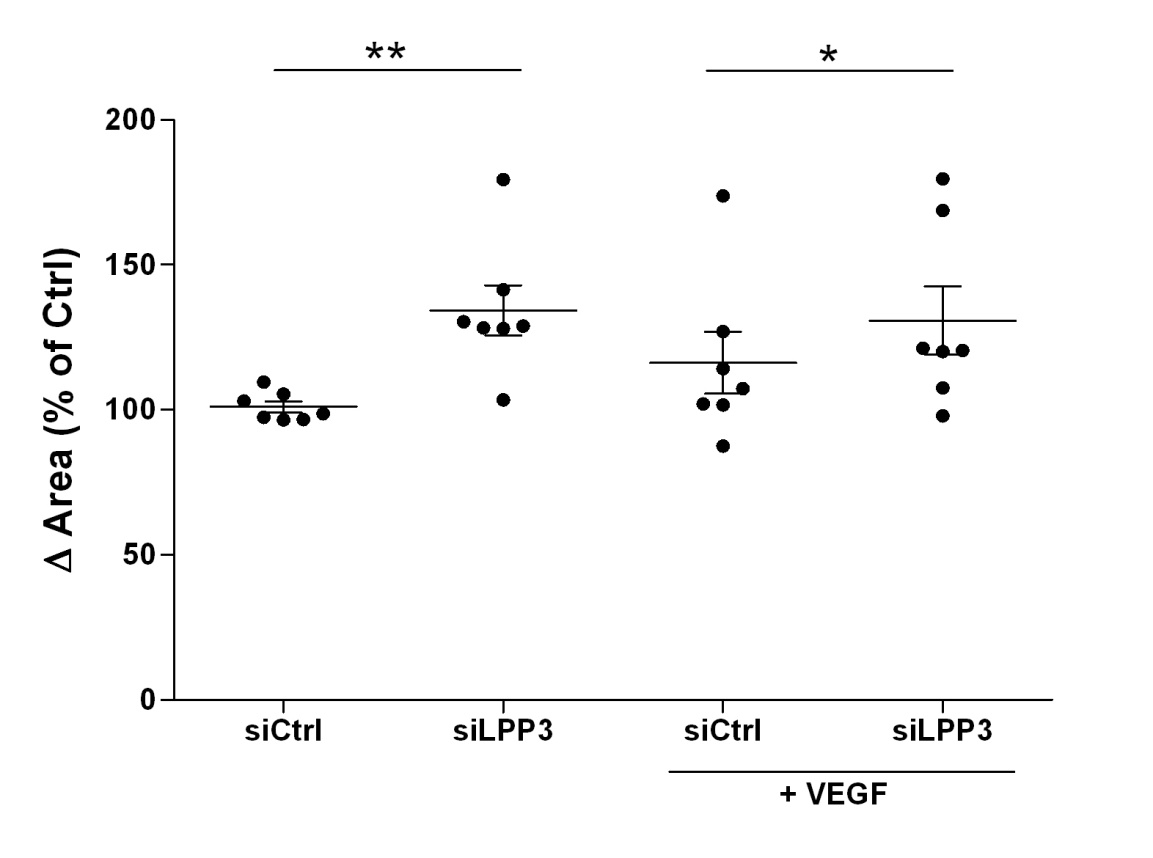 ** *
200
150
100
50
0
Δ Area (% of Ctrl)
siCtrl siLPP3 siCtrl siLPP3
+ VEGF